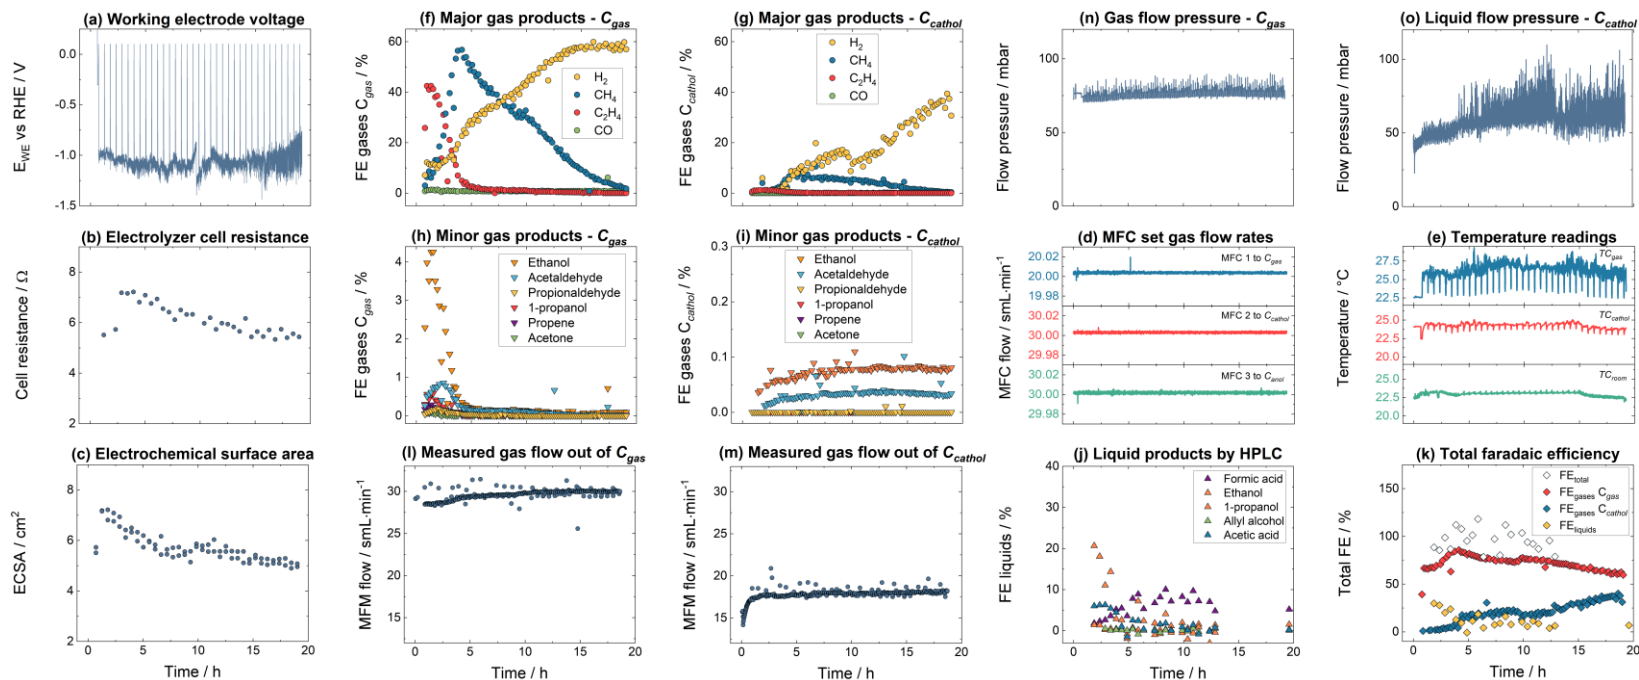 (a) Working electrode voltage
E_WE vs RHE / V
0.0
-0.5
-1.0
-1.5
(f) Major gas products - C_gas
FE gases C_gas / %
60
40
20
0
H₂
CH₄
C₂H₄
CO
(g) Major gas products - C_cathol
FE gases C_cathol / %
60
40
20
0
H₂
CH₄
C₂H₄
CO
(n) Gas flow pressure - C_gas
Flow pressure / mbar
100
50
0
(o) Liquid flow pressure - C_cathol
Flow pressure / mbar
100
50
0
(b) Electrolyzer cell resistance
Cell resistance / Ω
8
6
4
2
(h) Minor gas products - C_gas
FE gases C_gas / %
4
3
2
1
0
Ethanol
Acetaldehyde
Propionaldehyde
1-propanol
Propene
Acetone
(i) Minor gas products - C_cathol
FE gases C_cathol / %
0.3
0.2
0.1
0.0
Ethanol
Acetaldehyde
Propionaldehyde
1-propanol
Propene
Acetone
(d) MFC set gas flow rates
MFC flow / smL·min⁻¹
20.02
20.00
19.98
MFC 1 to C_gas
30.02
30.00
29.98
MFC 2 to C_cathol
30.02
30.00
29.98
MFC 3 to C_anol
(e) Temperature readings
Temperature / °C
27.5
25.0
22.5
TC_gas
25.0
22.5
20.0
TC_cathol
25.0
22.5
20.0
TC_room
(c) Electrochemical surface area
ECSA / cm²
8
6
4
2
0 5 10 15 20
Time / h
(l) Measured gas flow out of C_gas
MFM flow / smL·min⁻¹
30
25
20
15
0 5 10 15 20
Time / h
(m) Measured gas flow out of C_cathol
MFM flow / smL·min⁻¹
30
25
20
15
0 5 10 15 20
Time / h
(j) Liquid products by HPLC
FE liquids / %
40
30
20
10
0
Formic acid
Ethanol
1-propanol
Allyl alcohol
Acetic acid
0 5 10 15 20
Time / h
(k) Total faradaic efficiency
Total FE / %
150
100
50
0
FE_total
FE_gases C_gas
FE_gases C_cathol
FE_liquids
0 5 10 15 20
Time / h